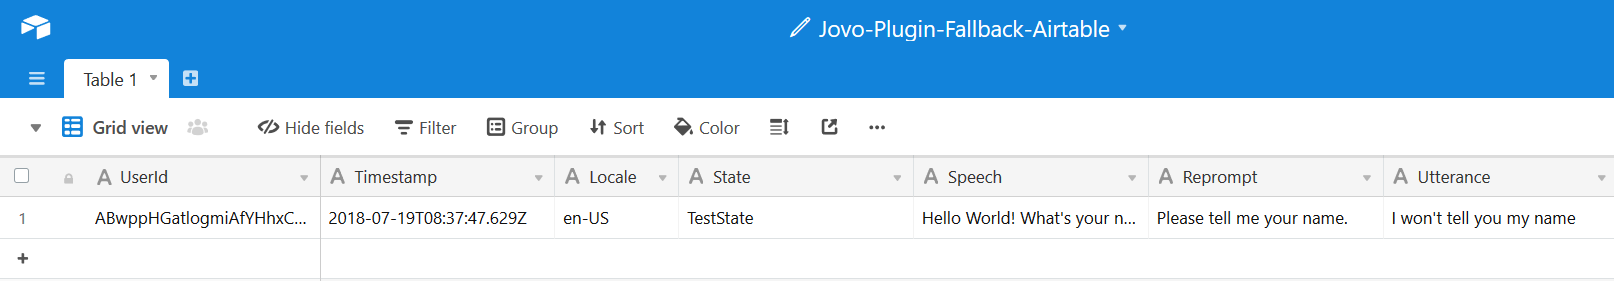 Jovo-Plugin-Fallback-Airtable
Table 1
Grid view Hide fields Filter Group Sort Color
A UserId A Timestamp A Locale A State A Speech A Reprompt A Utterance
1 ABwppHGatlogmiAfYHhxC... 2018-07-19T08:37:47.629Z en-US TestState Hello World! What's your n... Please tell me your name. I won't tell you my name